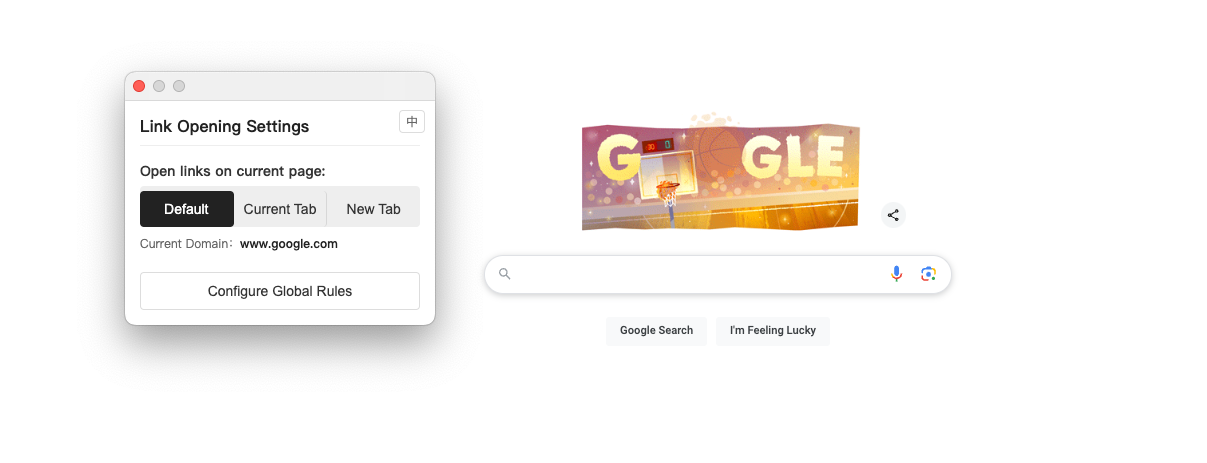 Link Opening Settings
中
Open links on current page:
Default
Current Tab
New Tab
Current Domain： www.google.com
Configure Global Rules
G GLE
30 0
Google Search
I'm Feeling Lucky